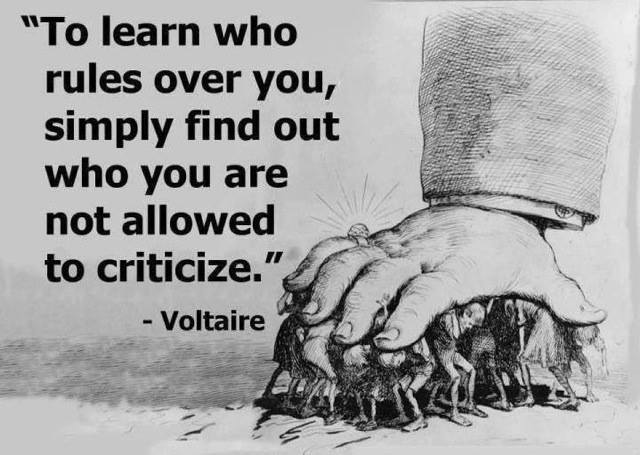 “To learn who
rules over you,
simply find out
who you are
not allowed
to criticize.”
- Voltaire